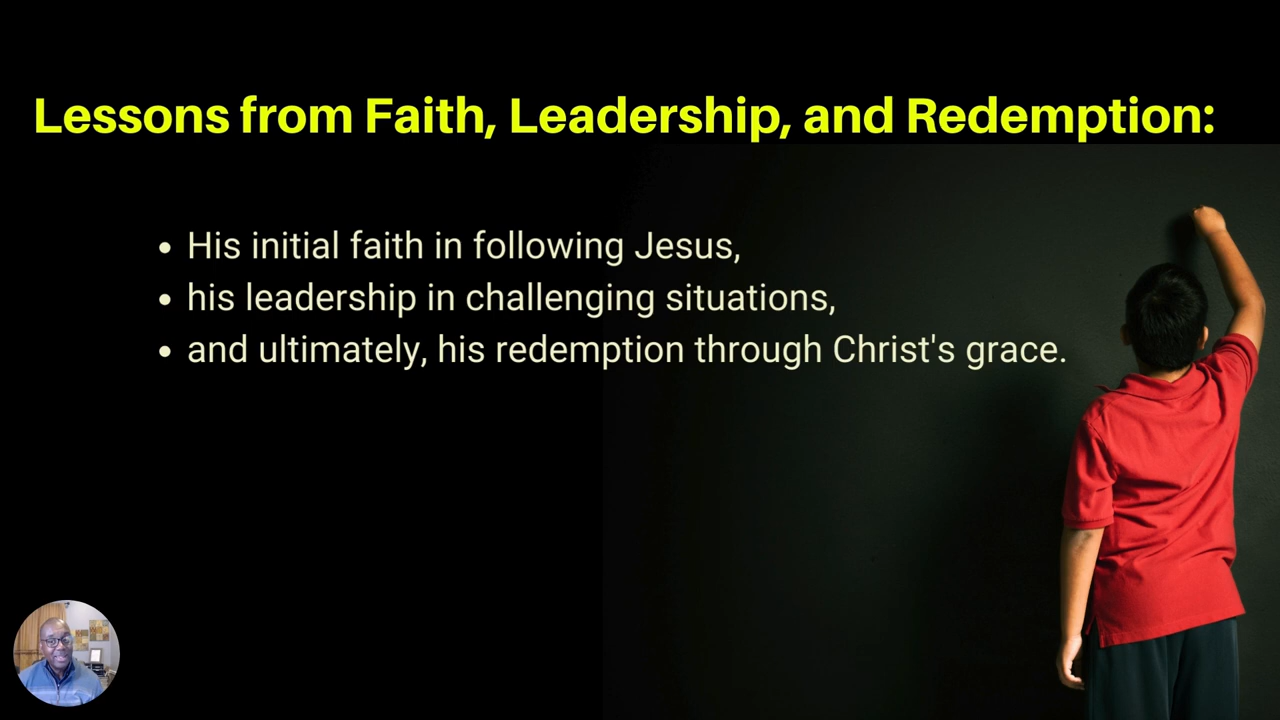 Lessons from Faith, Leadership, and Redemption:
• His initial faith in following Jesus,
• his leadership in challenging situations,
• and ultimately, his redemption through Christ's grace.